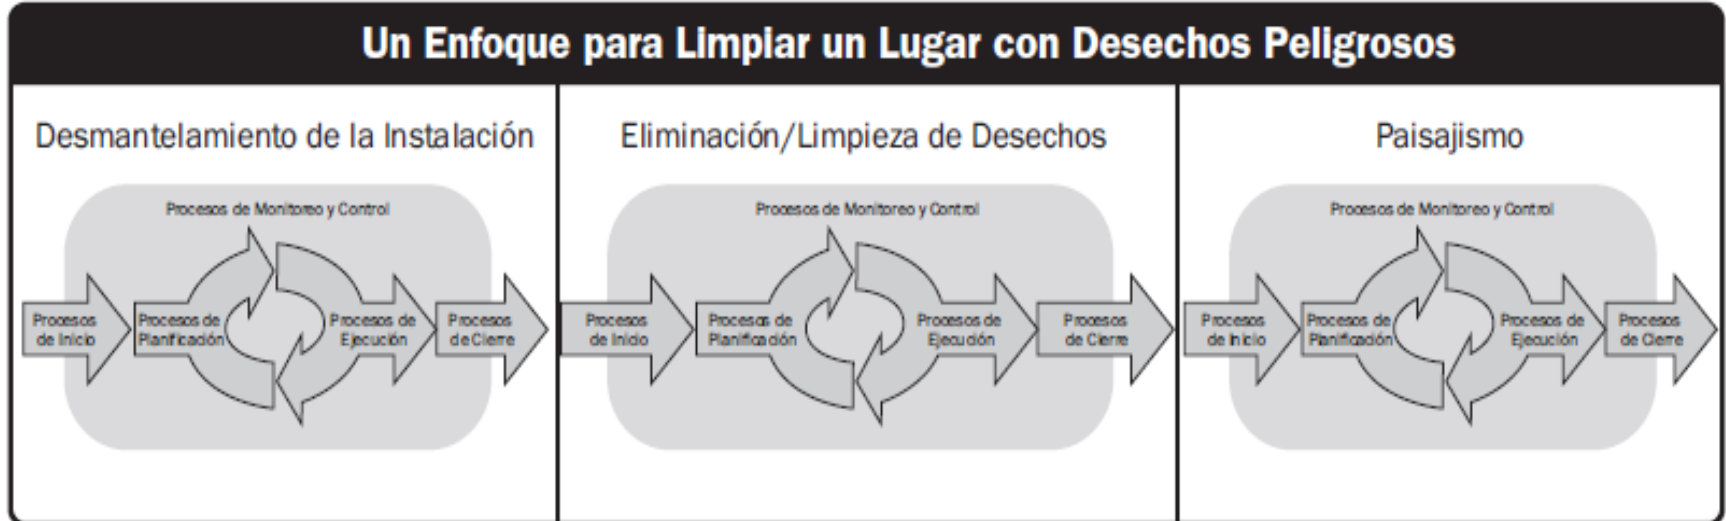 Un Enfoque para Limpiar un Lugar con Desechos Peligrosos
Desmantelamiento de la Instalación
Procesos de Monitoreo y Control
Procesos
de Inicio
Procesos de
Planificación
Procesos de
Ejecución
Procesos
de Cierre
Eliminación/Limpieza de Desechos
Procesos de Monitoreo y Control
Procesos
de Inicio
Procesos de
Planificación
Procesos de
Ejecución
Procesos
de Cierre
Paisajismo
Procesos de Monitoreo y Control
Procesos
de Inicio
Procesos de
Planificación
Procesos de
Ejecución
Procesos
de Cierre